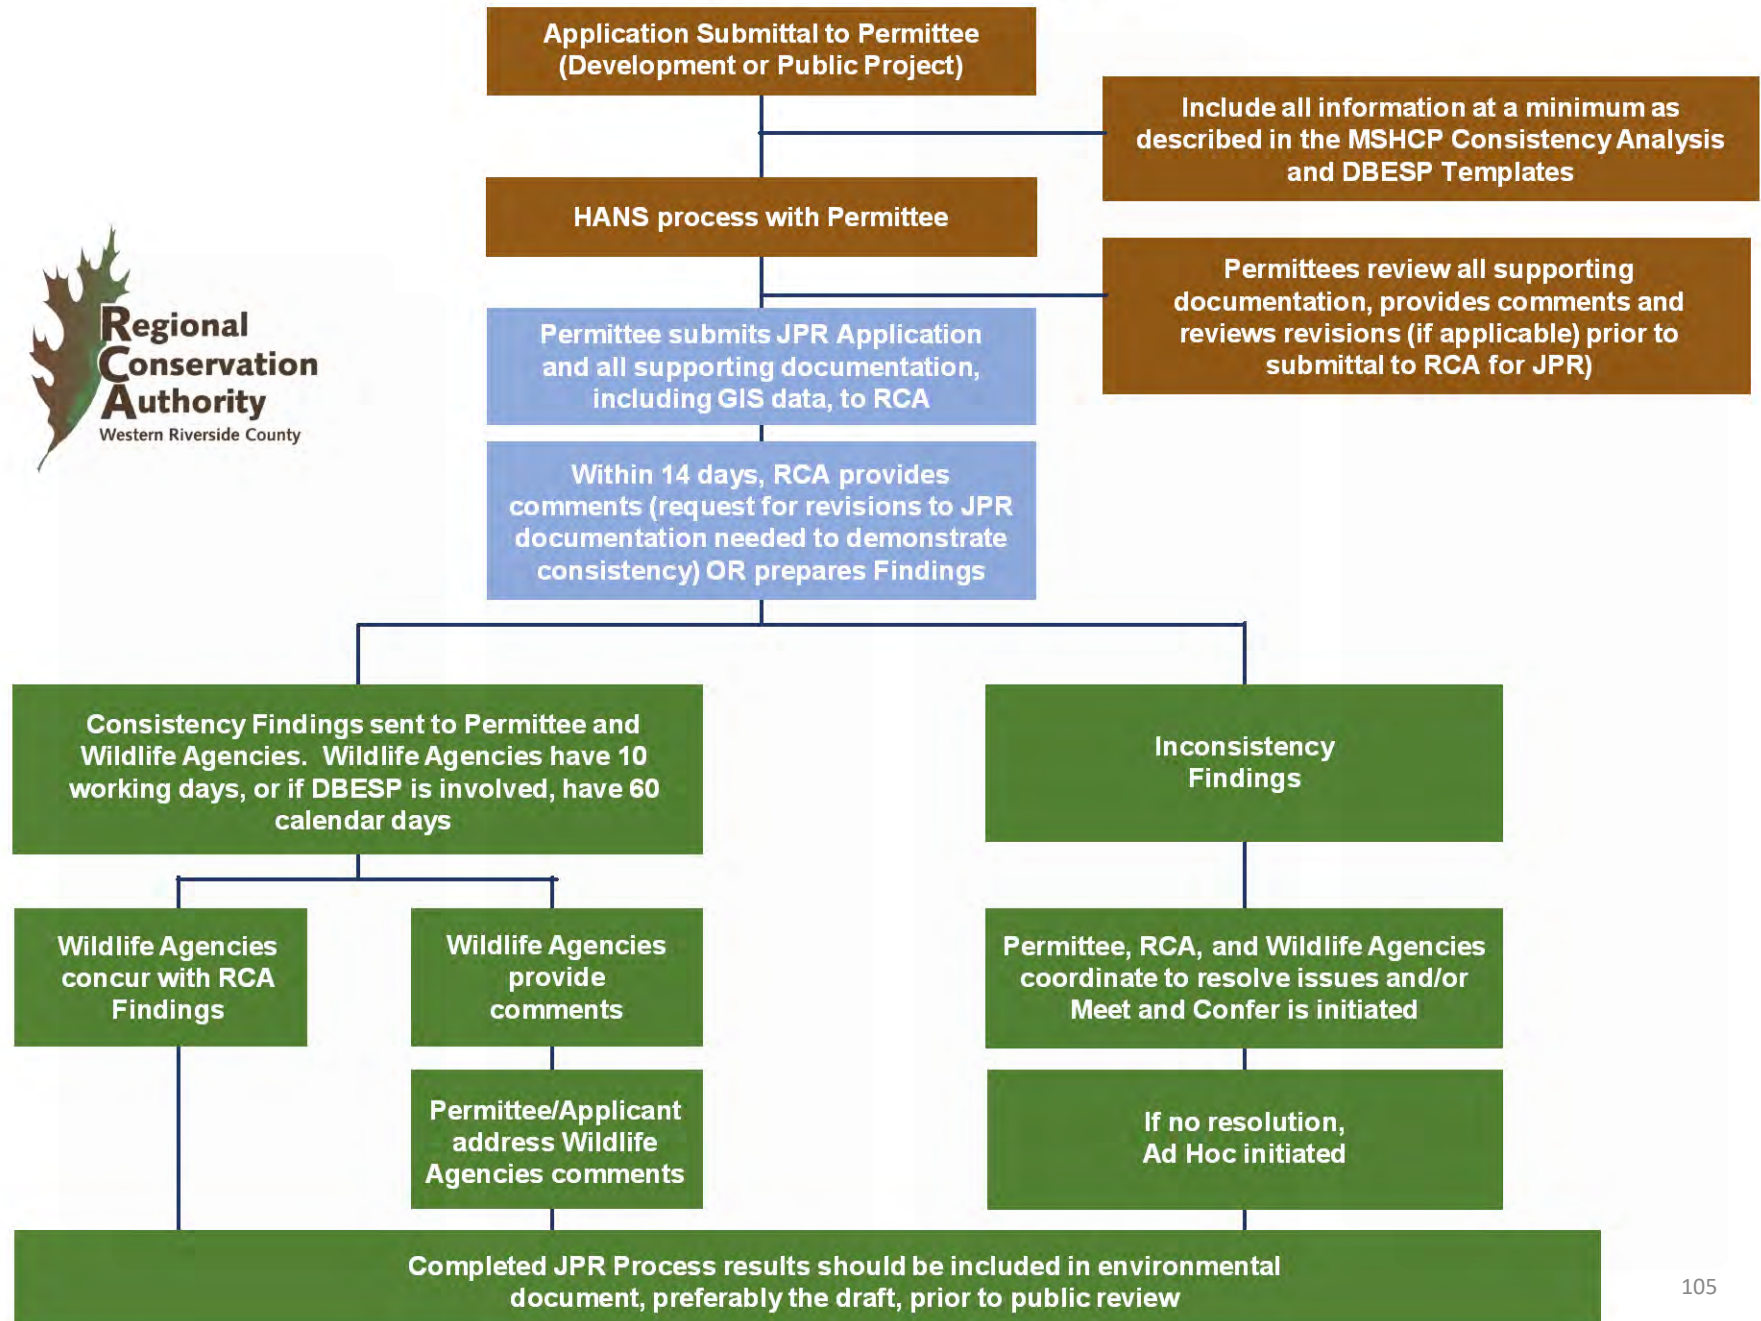 Application Submittal to Permittee
(Development or Public Project)
Include all information at a minimum as
described in the MSHCP Consistency Analysis
and DBESP Templates
HANS process with Permittee
Permittees review all supporting
documentation, provides comments and
reviews revisions (if applicable) prior to
submittal to RCA for JPR)
Regional
Conservation
Authority
Western Riverside County
Permittee submits JPR Application
and all supporting documentation,
including GIS data, to RCA
Within 14 days, RCA provides
comments (request for revisions to JPR
documentation needed to demonstrate
consistency) OR prepares Findings
Consistency Findings sent to Permittee and
Wildlife Agencies.  Wildlife Agencies have 10
working days, or if DBESP is involved, have 60
calendar days
Inconsistency
Findings
Wildlife Agencies
concur with RCA
Findings
Wildlife Agencies
provide
comments
Permittee, RCA, and Wildlife Agencies
coordinate to resolve issues and/or
Meet and Confer is initiated
Permittee/Applicant
address Wildlife
Agencies comments
If no resolution,
Ad Hoc initiated
Completed JPR Process results should be included in environmental
document, preferably the draft, prior to public review
105